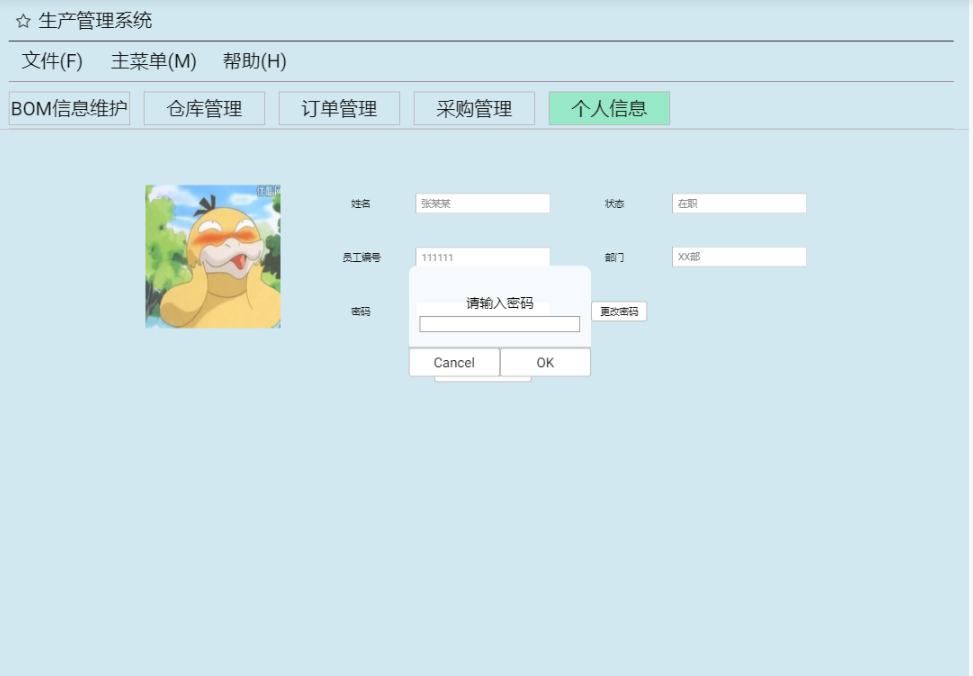 ☆ 生产管理系统
文件(F) 主菜单(M) 帮助(H)
BOM信息维护 仓库管理 订单管理 采购管理 个人信息
姓名 张某某 状态 在职
员工编号 111111 部门 XX部
密码 更改密码
请输入密码
Cancel OK